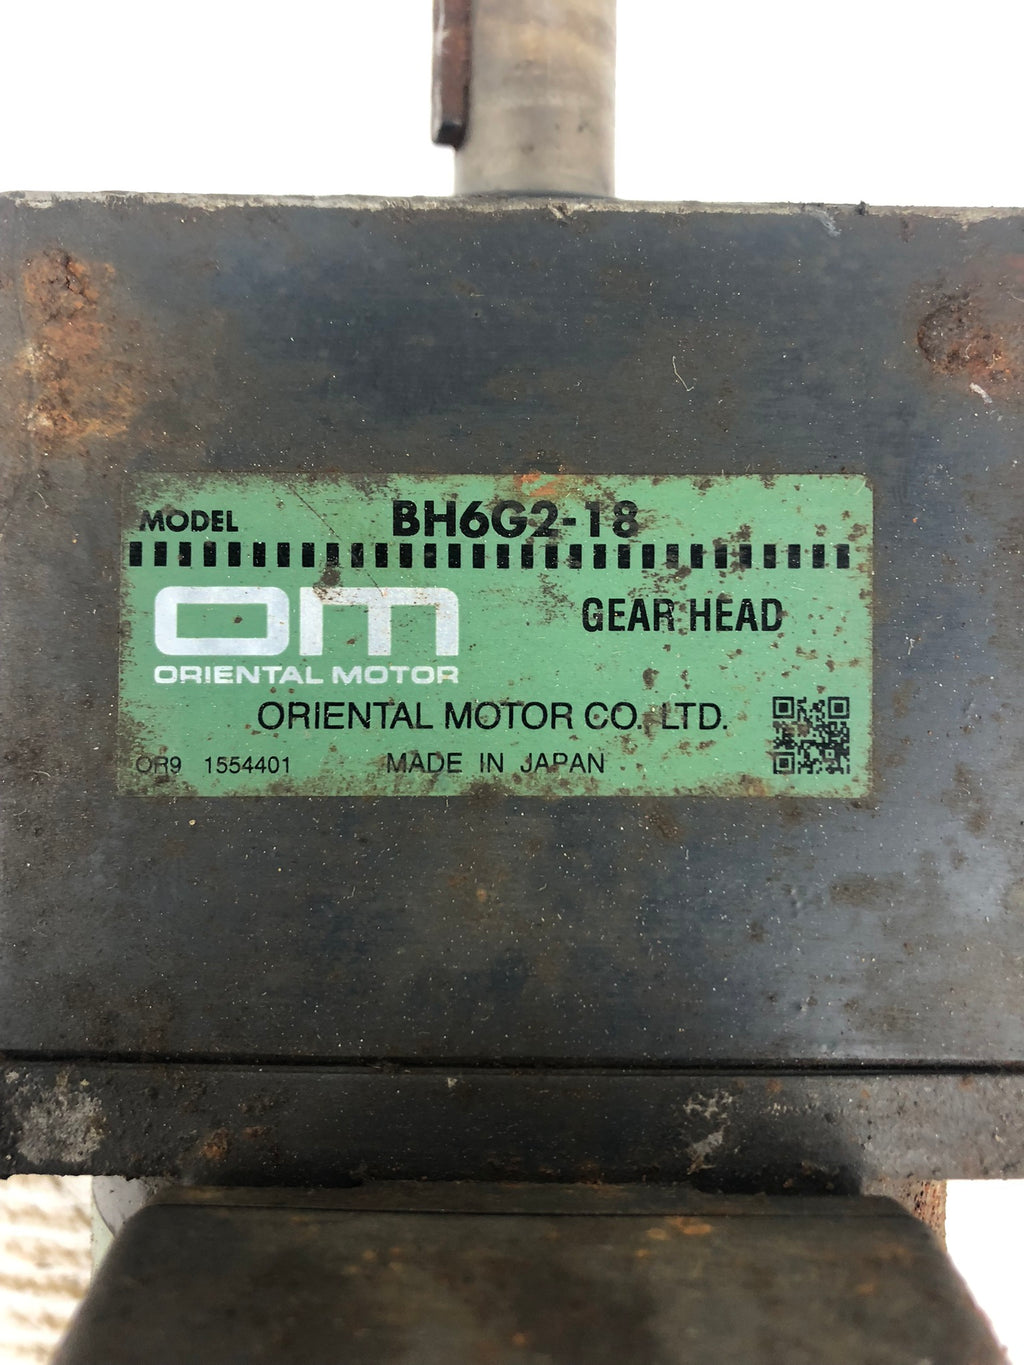 MODEL BH6G2-18
OM GEAR HEAD
ORIENTAL MOTOR
ORIENTAL MOTOR CO. LTD.
OR9 1554401 MADE IN JAPAN